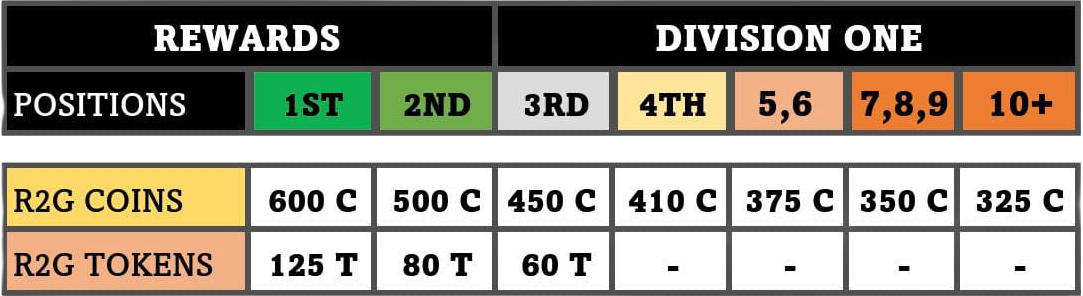 REWARDS DIVISION ONE
POSITIONS 1ST 2ND 3RD 4TH 5,6 7,8,9 10+
R2G COINS 600 C 500 C 450 C 410 C 375 C 350 C 325 C
R2G TOKENS 125 T 80 T 60 T - - - -